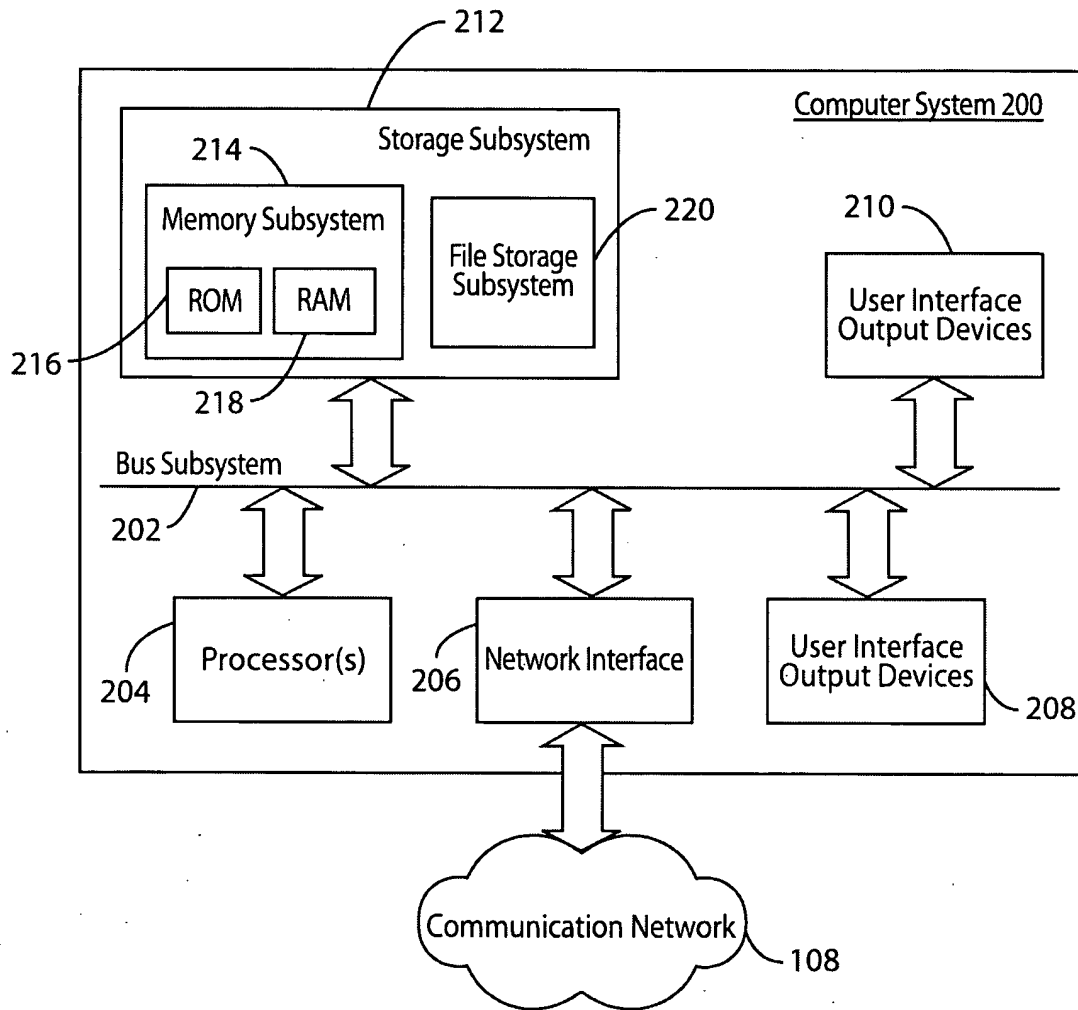 212
Computer System 200
Storage Subsystem
214
Memory Subsystem
220
210
File Storage
Subsystem
ROM
RAM
User Interface
Output Devices
216
218
Bus Subsystem
202
Processor(s)
Network Interface
User Interface
Output Devices
204
206
208
Communication Network
108